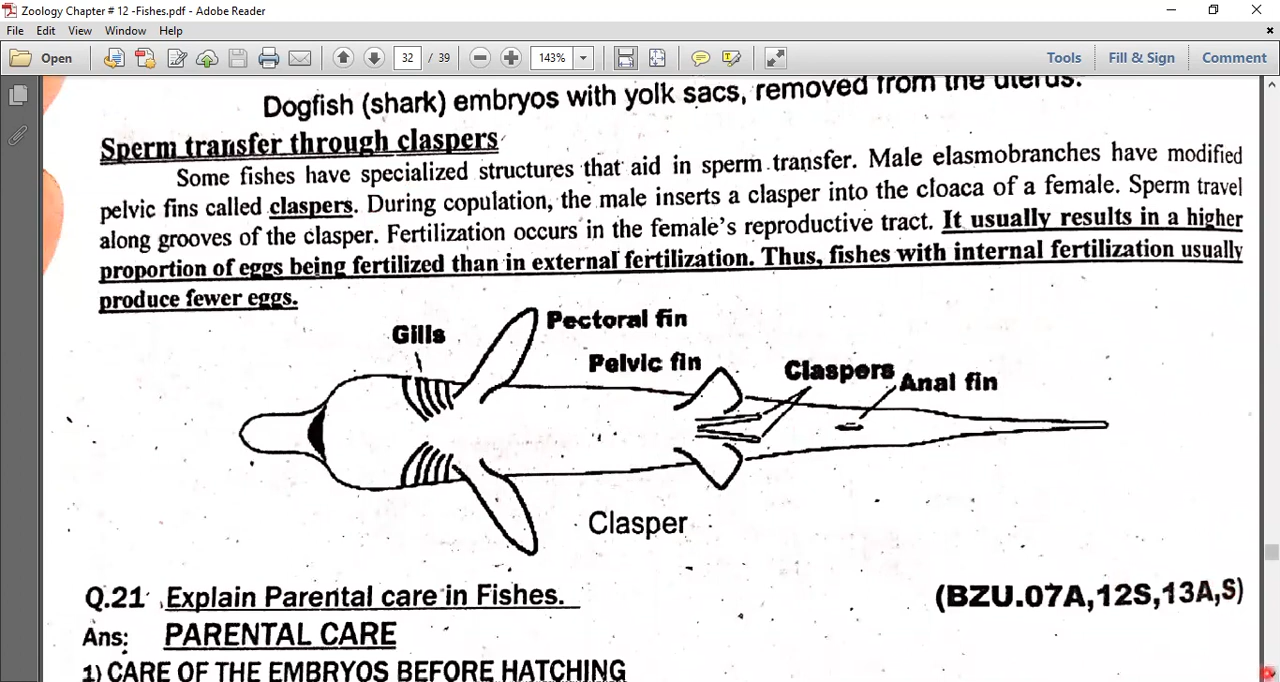 Zoology Chapter # 12 -Fishes.pdf - Adobe Reader
File Edit View Window Help
Open 32 / 39 143% Tools Fill & Sign Comment
Dogfish (shark) embryos with yolk sacs, removed from the uterus.
Sperm transfer through claspers
Some fishes have specialized structures that aid in sperm transfer. Male elasmobranches have modified
pelvic fins called claspers. During copulation, the male inserts a clasper into the cloaca of a female. Sperm travel
along grooves of the clasper. Fertilization occurs in the female's reproductive tract. It usually results in a higher
proportion of eggs being fertilized than in external fertilization. Thus, fishes with internal fertilization usually
produce fewer eggs.
Gills
Pectoral fin
Pelvic fin
Claspers
Anal fin
Clasper
Q.21 Explain Parental care in Fishes. (BZU.07A,12S,13A,S)
Ans: PARENTAL CARE
1) CARE OF THE EMBRYOS BEFORE HATCHING